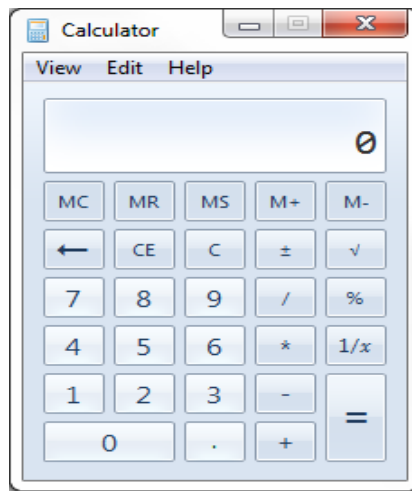 Calculator
View Edit Help
0
MC MR MS M+ M-
← CE C ± √
7 8 9 / %
4 5 6 * 1/x
1 2 3 - =
0 . +